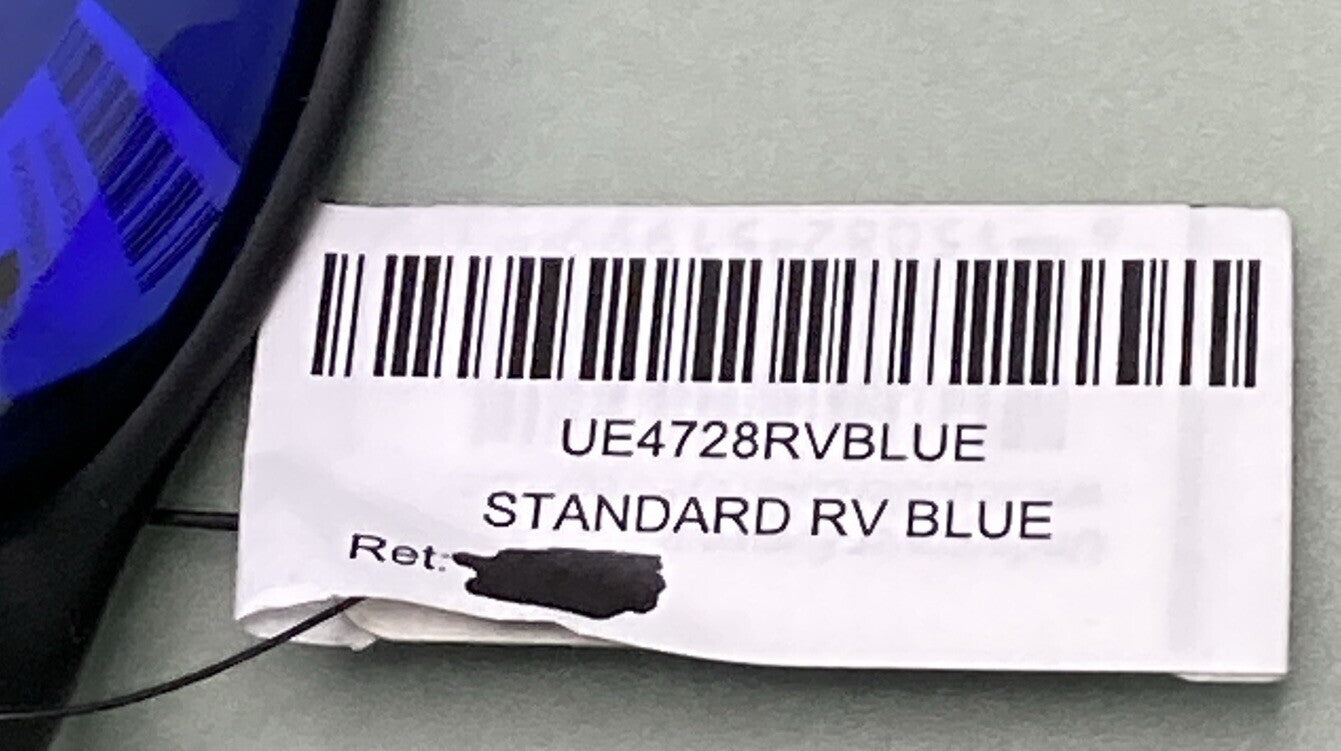 UE4728RVBLUE
STANDARD RV BLUE
Ret: